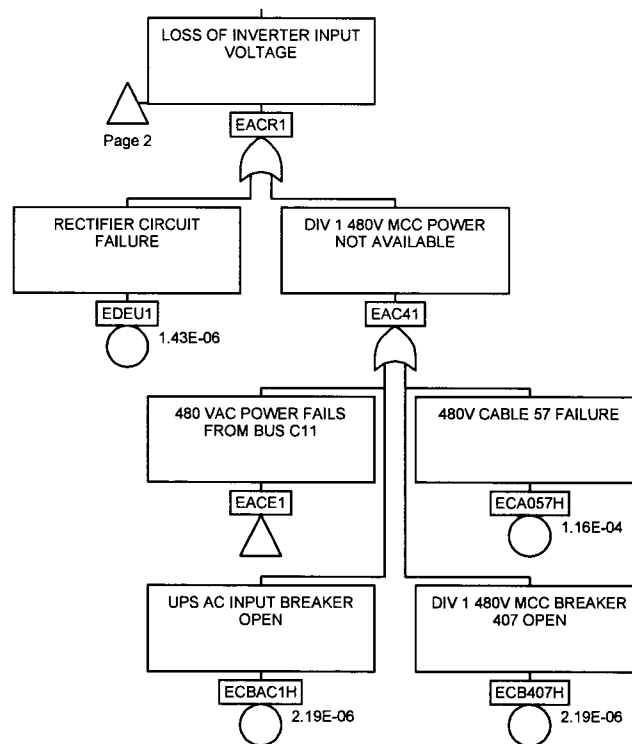 LOSS OF INVERTER INPUT
VOLTAGE
Page 2
EACR1
RECTIFIER CIRCUIT
FAILURE
DIV 1 480V MCC POWER
NOT AVAILABLE
EDEU1
1.43E-06
EAC41
480 VAC POWER FAILS
FROM BUS C11
480V CABLE 57 FAILURE
EACE1
ECA057H
1.16E-04
UPS AC INPUT BREAKER
OPEN
DIV 1 480V MCC BREAKER
407 OPEN
ECBAC1H
2.19E-06
ECB407H
2.19E-06